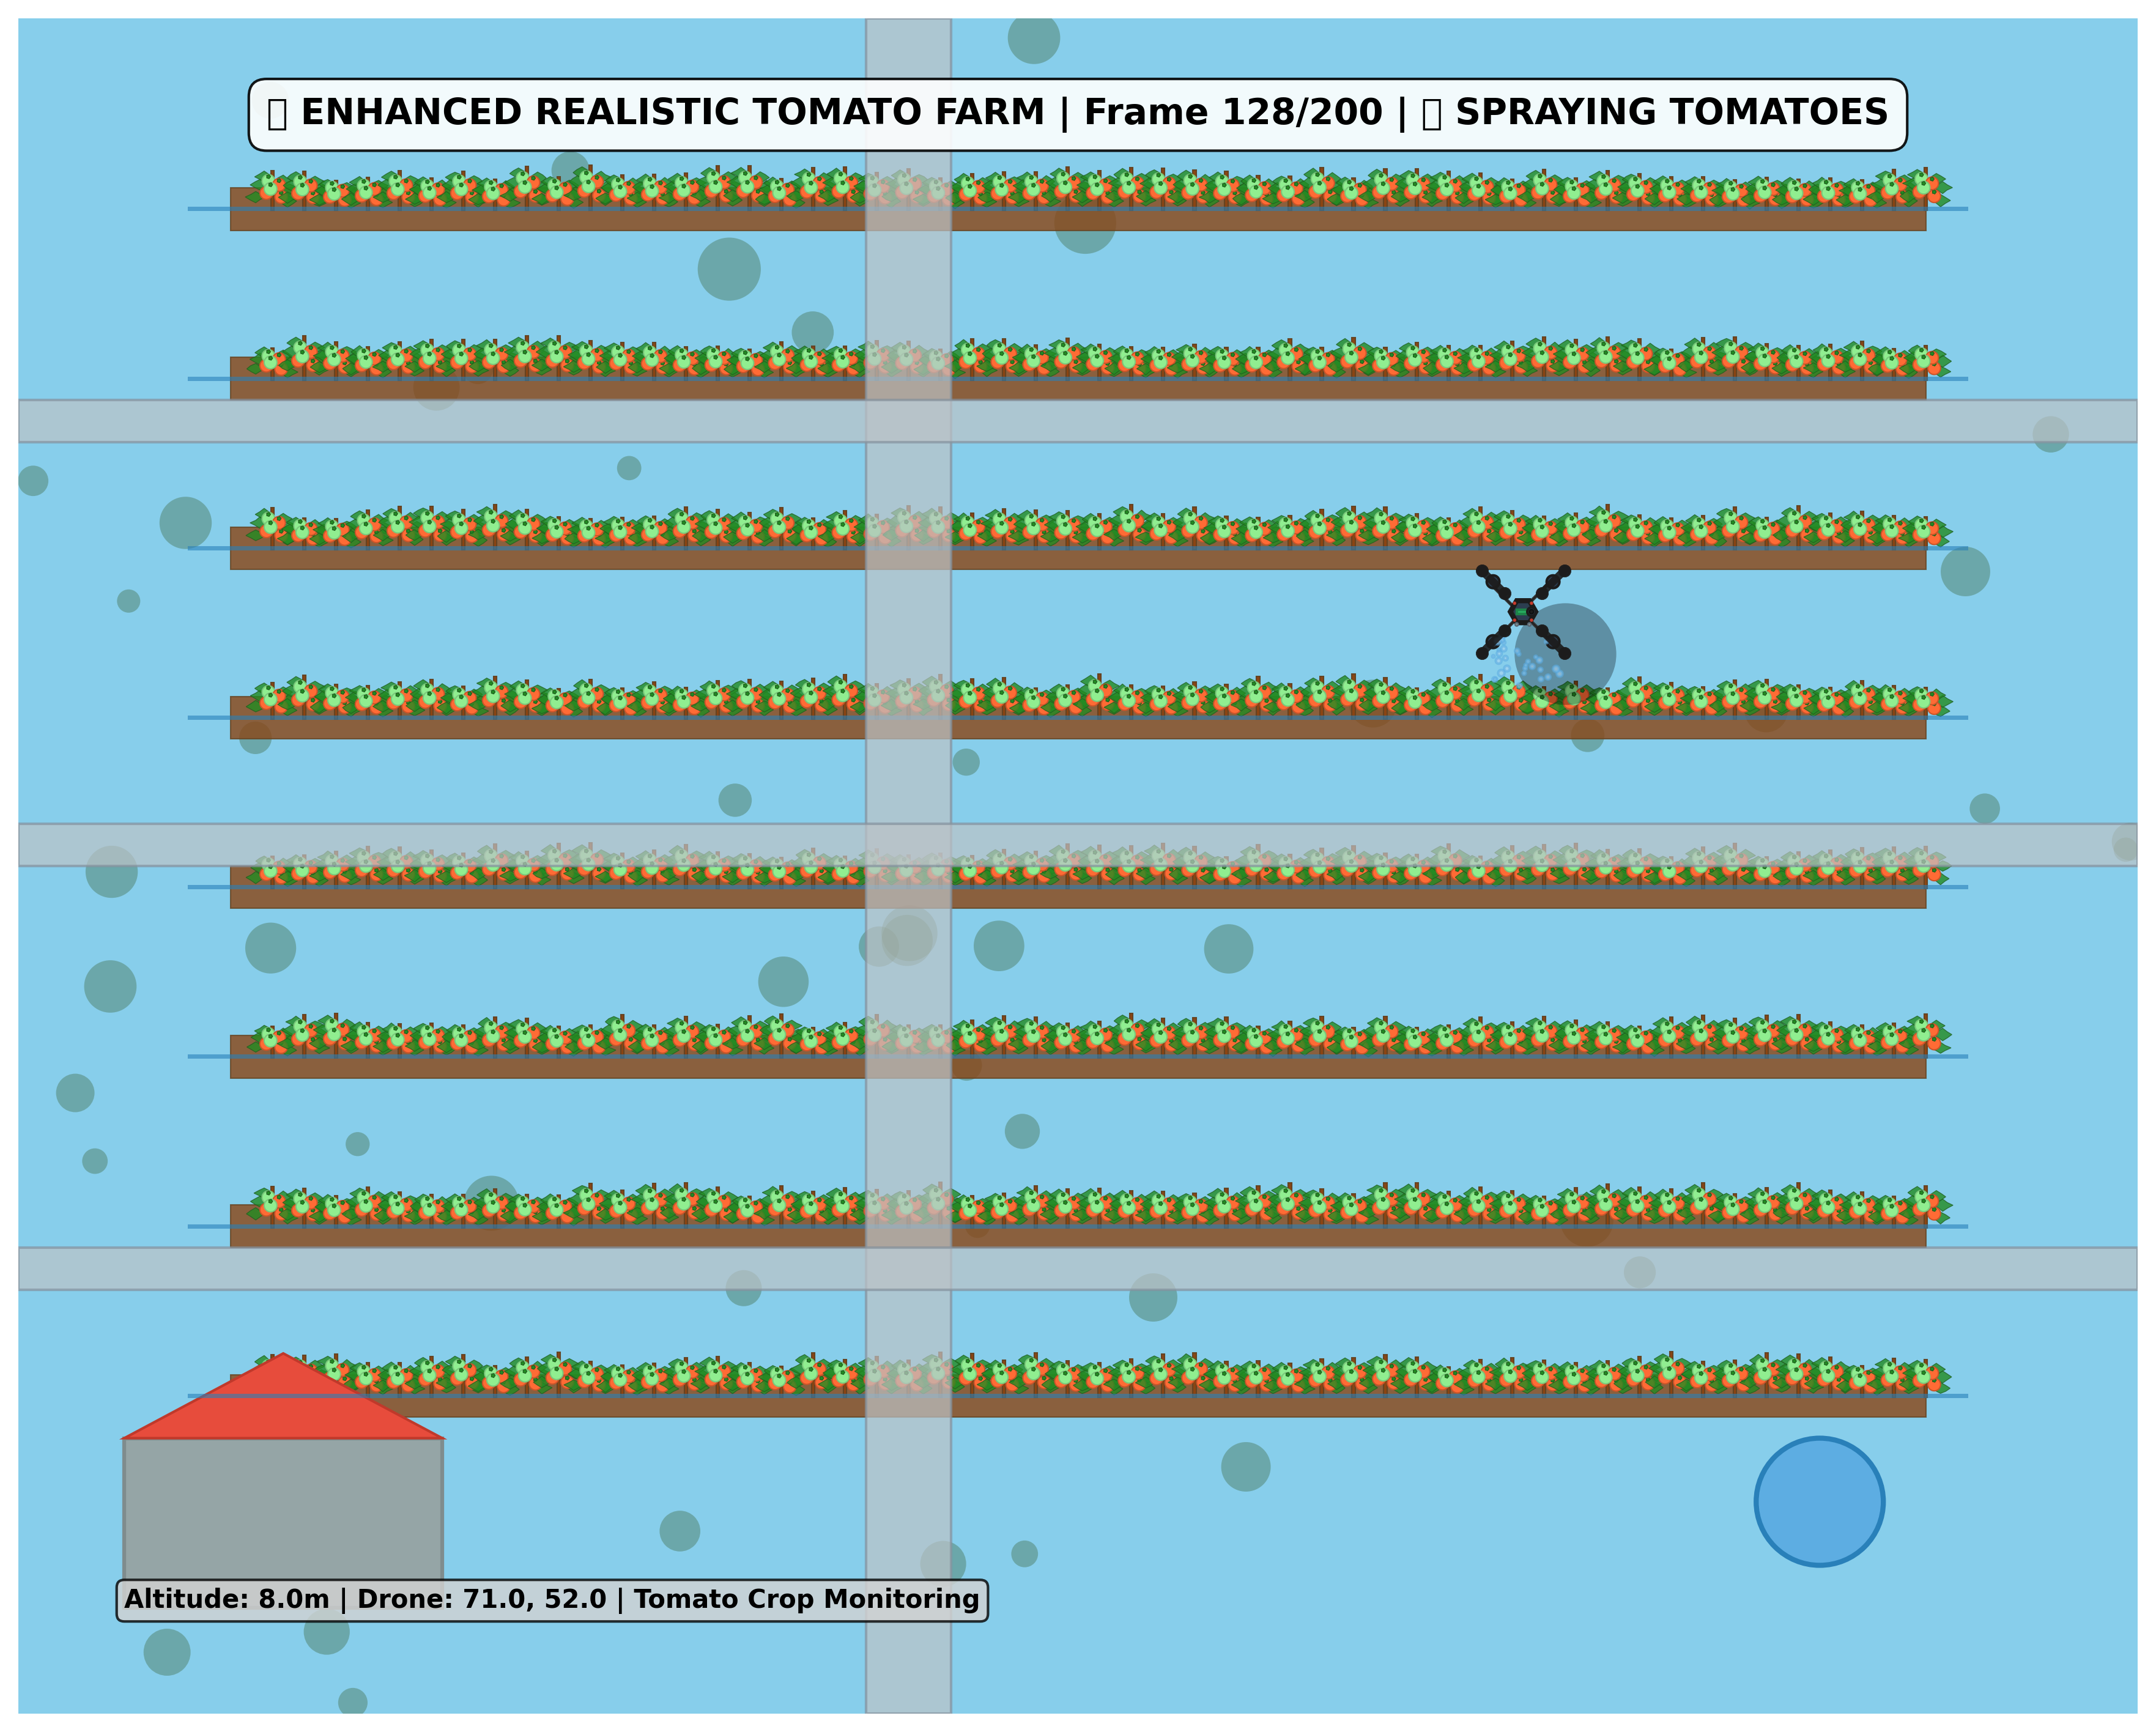 ▯ ENHANCED REALISTIC TOMATO FARM | Frame 128/200 | ▯ SPRAYING TOMATOES
Altitude: 8.0m | Drone: 71.0, 52.0 | Tomato Crop Monitoring